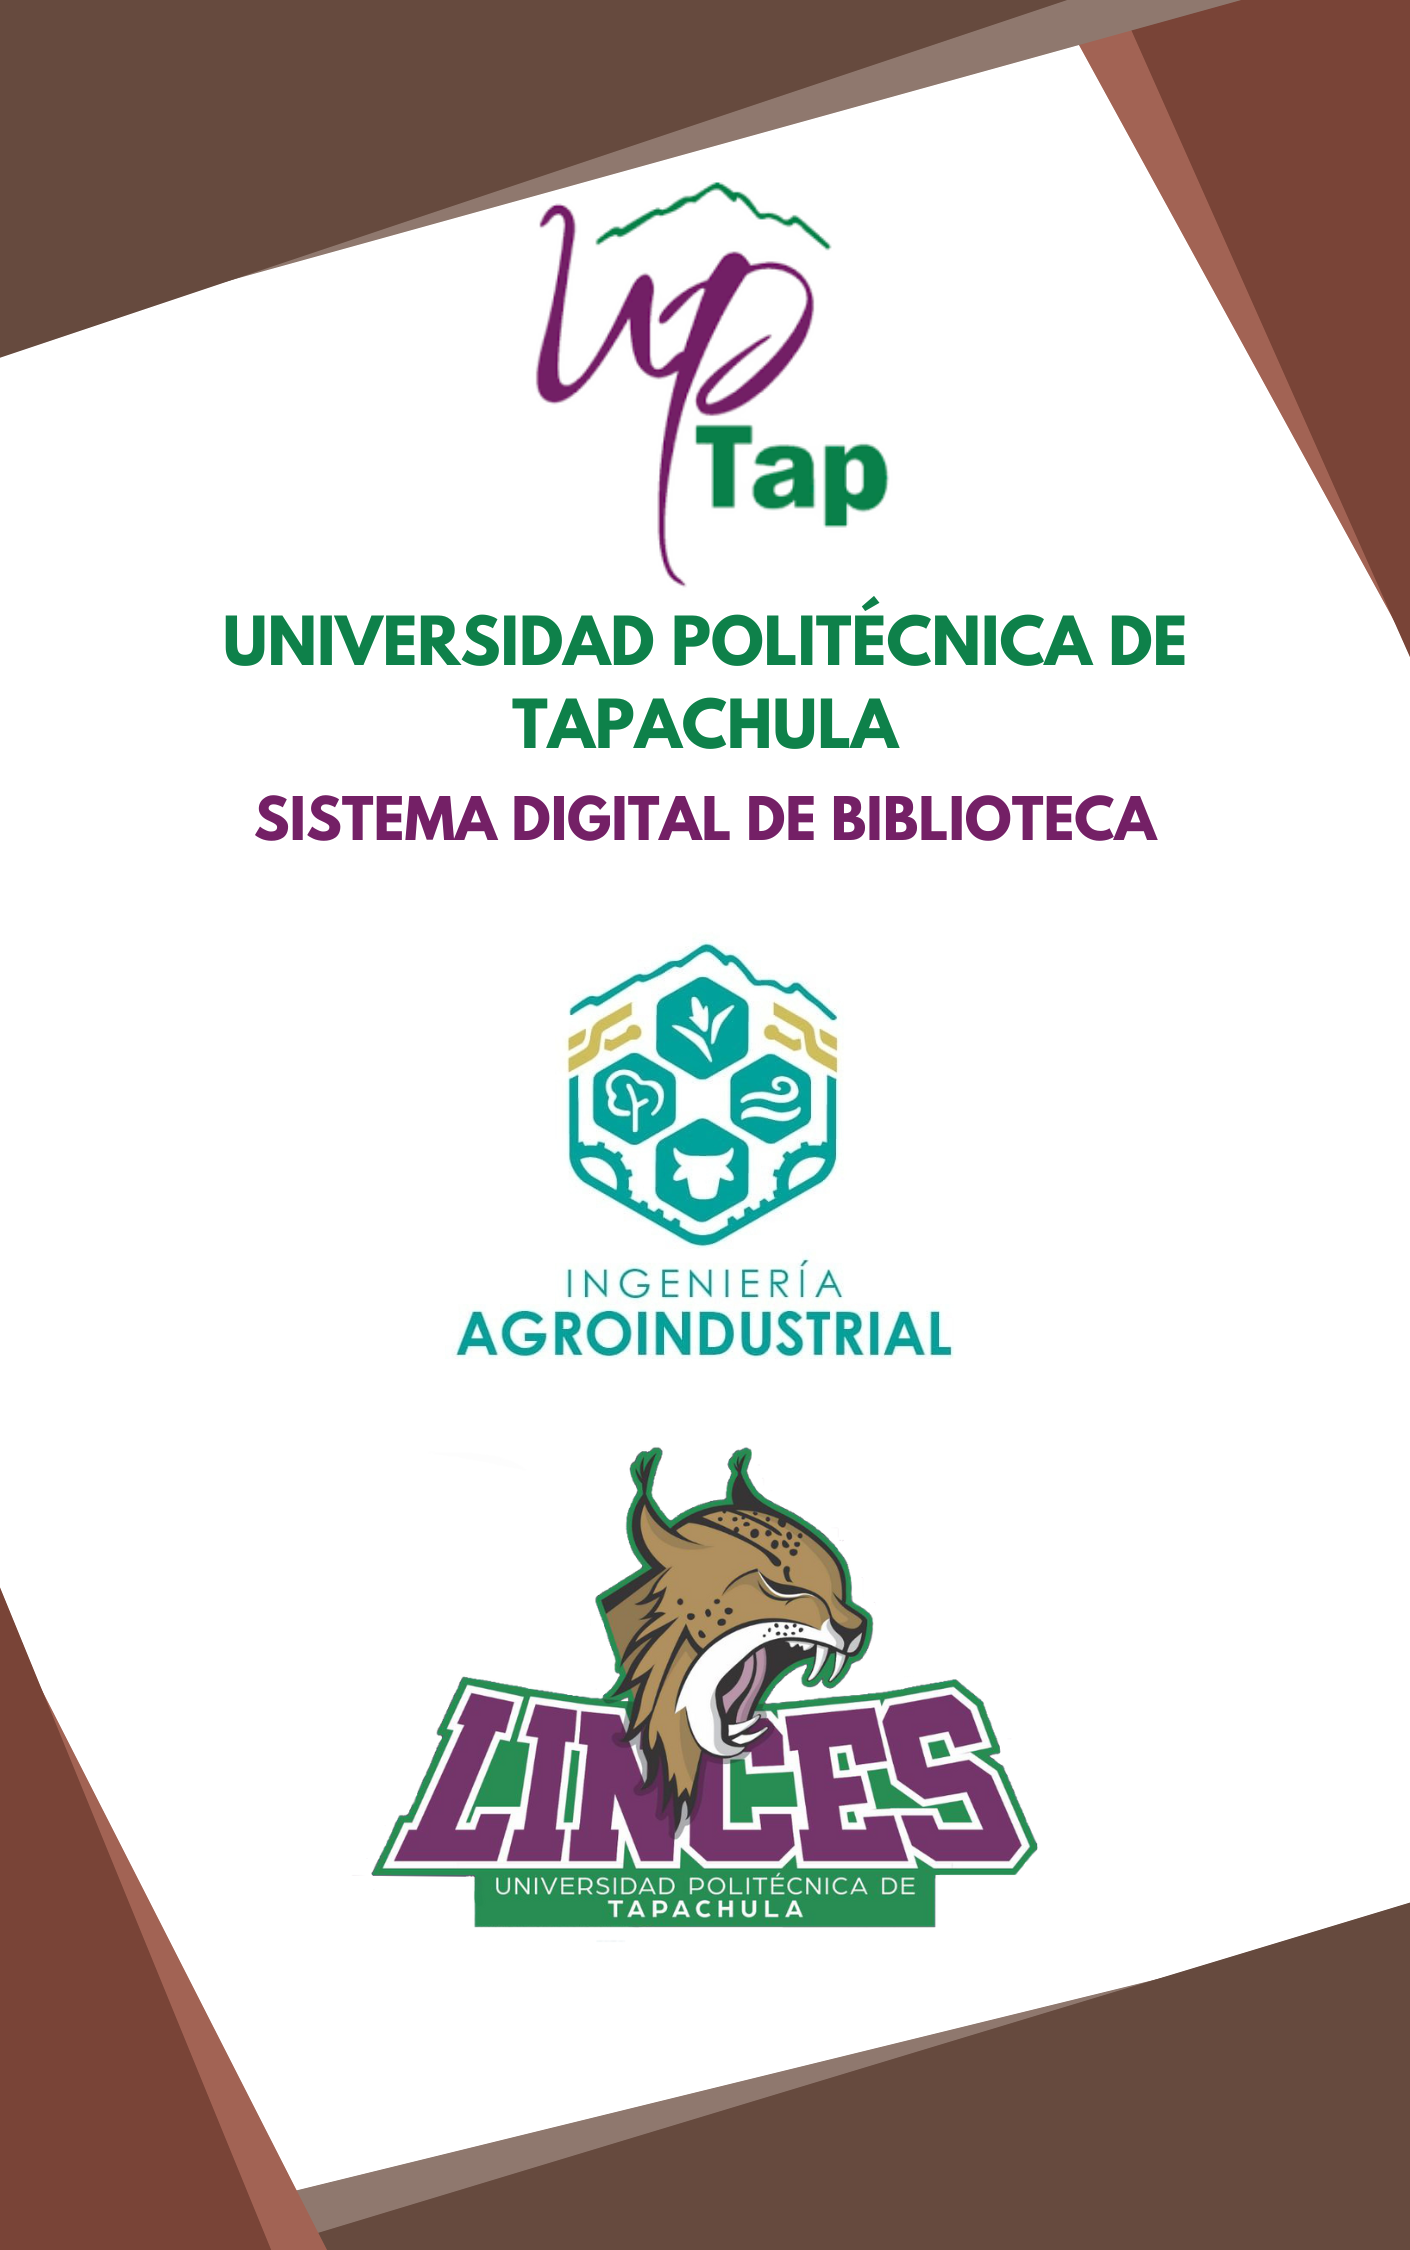 up
Tap
UNIVERSIDAD POLITÉCNICA DE
TAPACHULA
SISTEMA DIGITAL DE BIBLIOTECA
INGENIERÍA
AGROINDUSTRIAL
LINCES
UNIVERSIDAD POLITÉCNICA DE
TAPACHULA